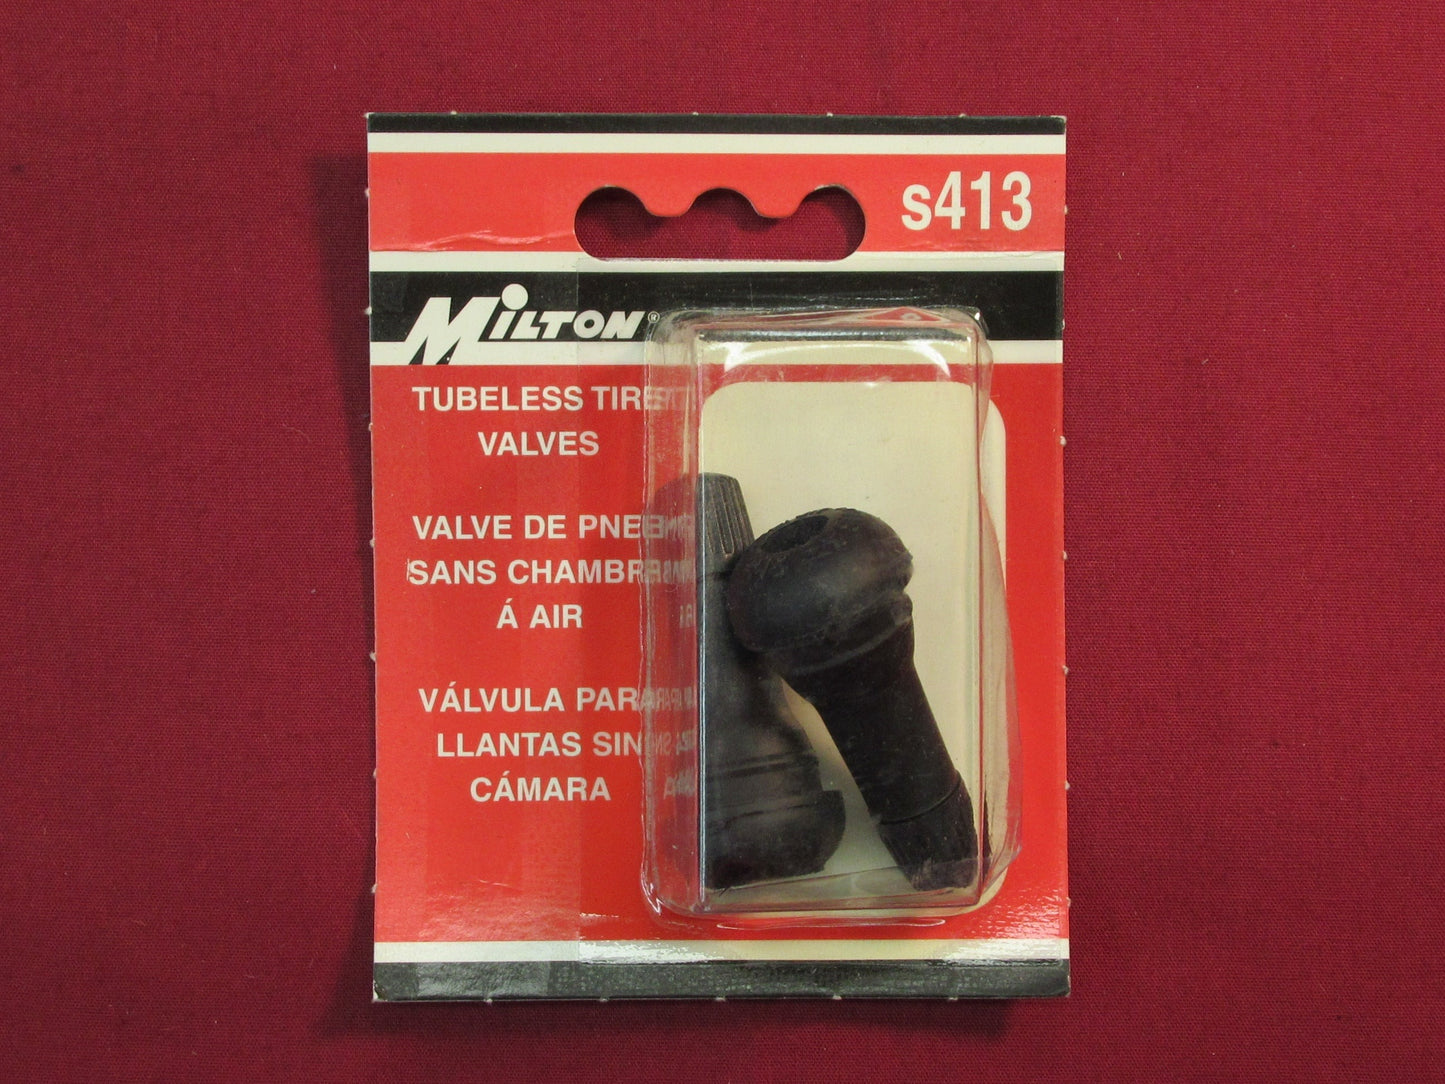 s413
MILTON®
TUBELESS TIRE
VALVES
VALVE DE PNEU
SANS CHAMBRE
Á AIR
VÁLVULA PARA
LLANTAS SIN
CÁMARA